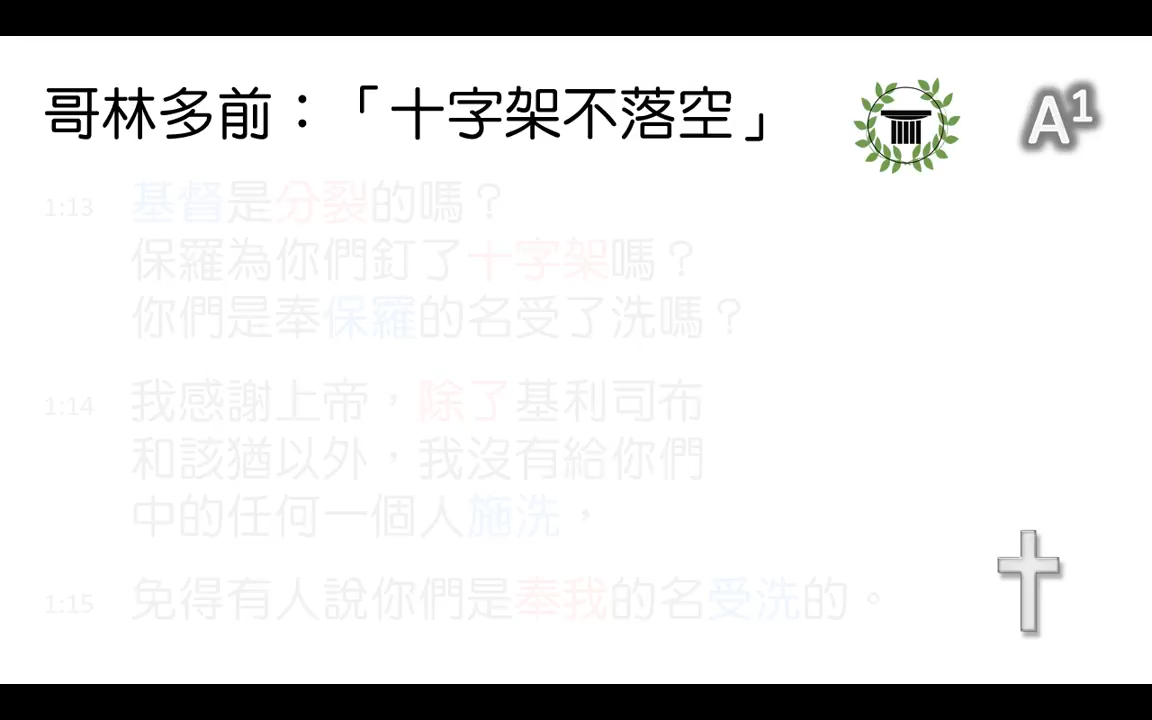 哥林多前：「十字架不落空」
A¹
1:13 基督是分裂的嗎？
保羅為你們釘了十字架嗎？
你們是奉保羅的名受了洗嗎？
1:14 我感謝上帝，除了基利司布
和該猶以外，我沒有給你們
中的任何一個人施洗，
1:15 免得有人說你們是奉我的名受洗的。